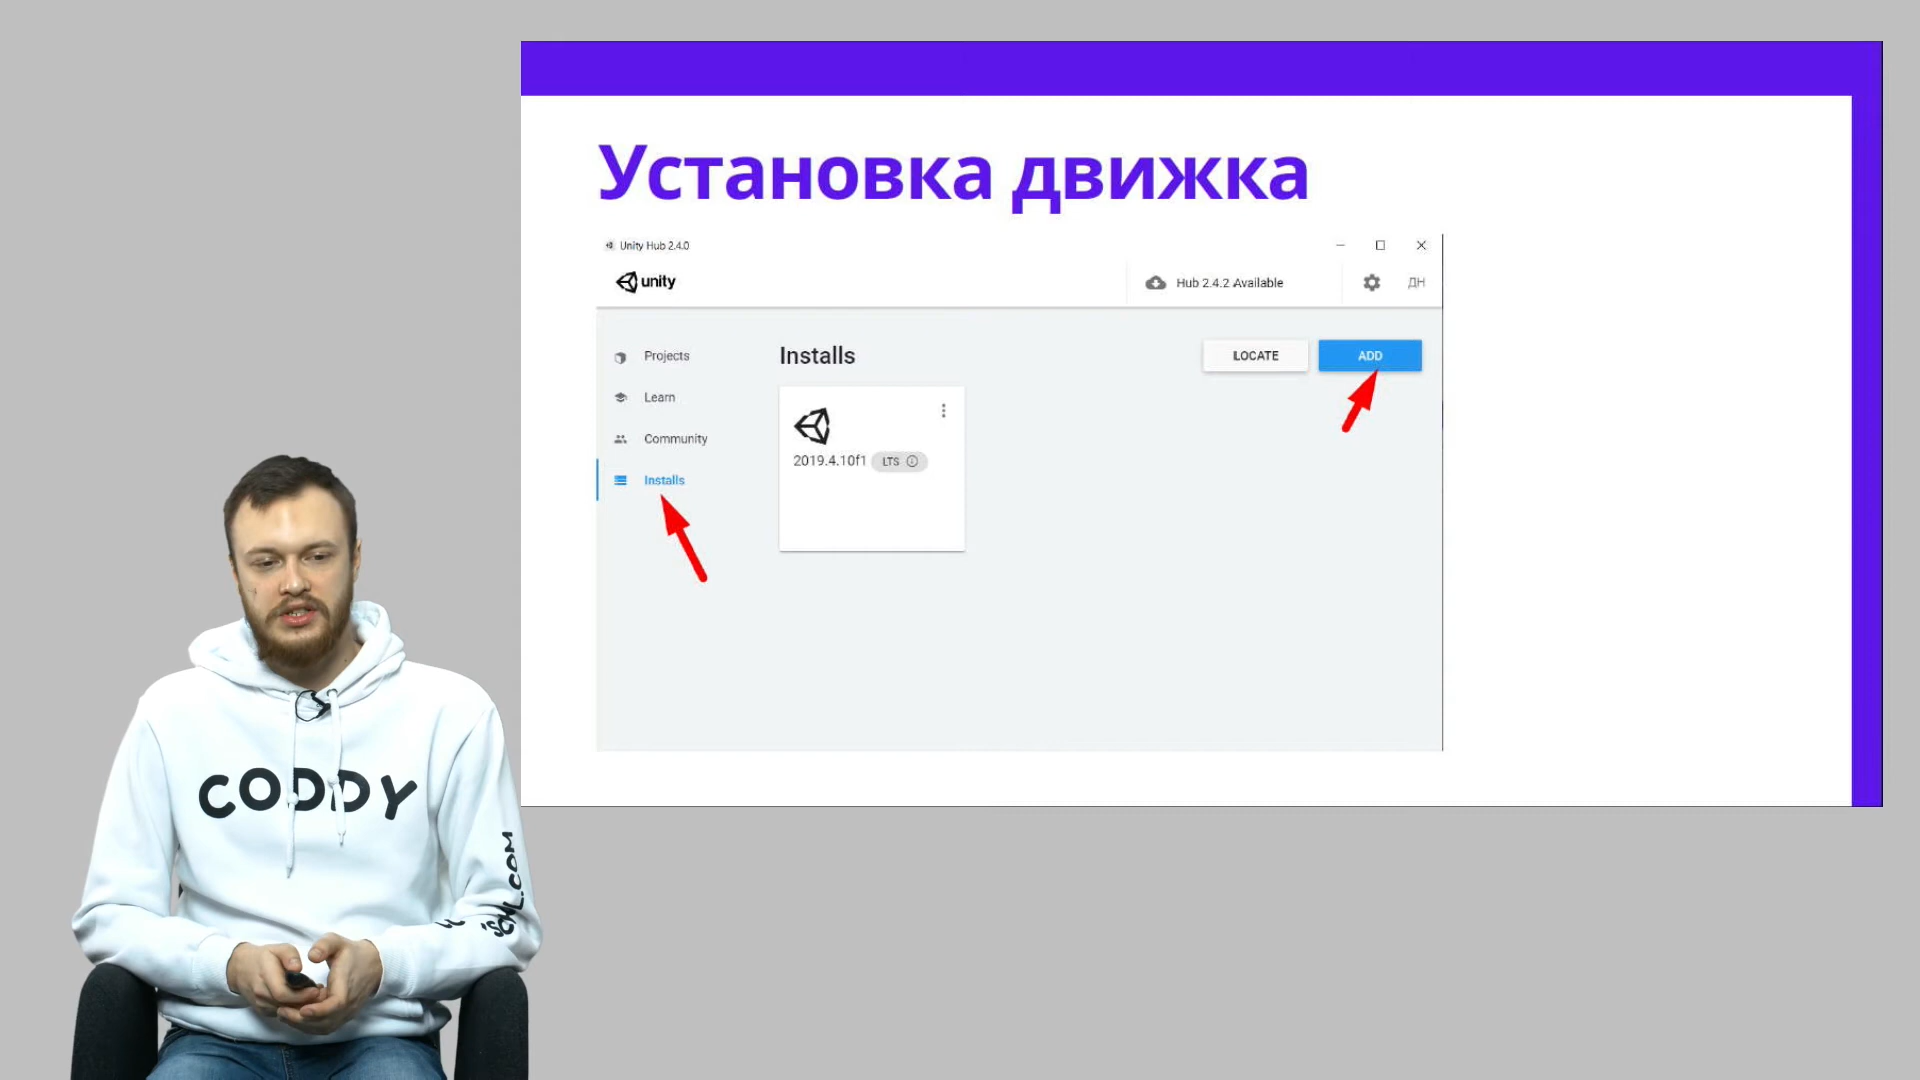 Установка движка
Unity Hub 2.4.0
unity
Hub 2.4.2 Available
ДН
Projects
Installs
LOCATE
ADD
Learn
Community
2019.4.10f1 LTS
Installs
CODDY